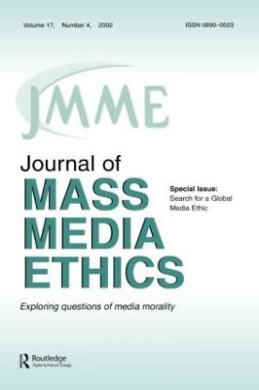 Volume 17, Number 4, 2002 ISSN 0890-0523
JMME
Journal of
MASS
MEDIA
ETHICS
Special Issue:
Search for a Global
Media Ethic
Exploring questions of media morality
Routledge
Taylor & Francis Group